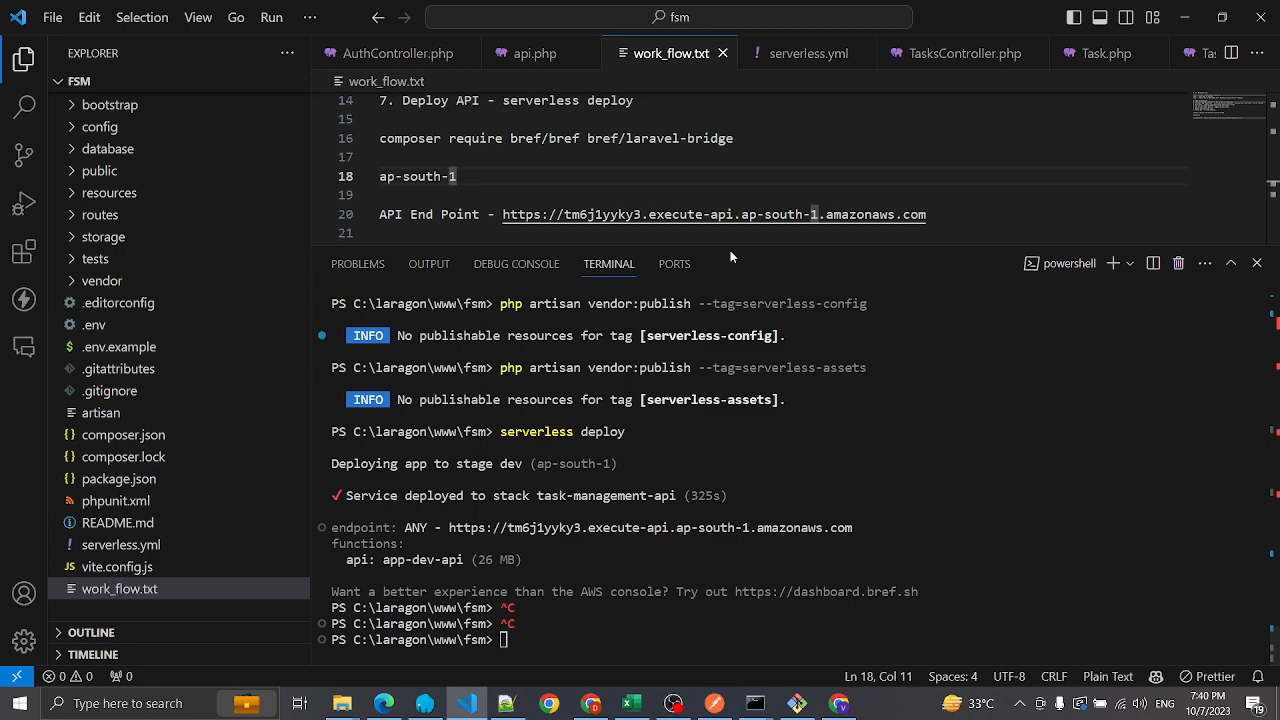 File Edit Selection View Go Run ··· fsm
EXPLORER
AuthController.php
api.php
work_flow.txt
serverless.yml
TasksController.php
Task.php
FSM
work_flow.txt
bootstrap
config
database
public
resources
routes
storage
tests
vendor
.editorconfig
.env
.env.example
.gitattributes
.gitignore
artisan
composer.json
composer.lock
package.json
phpunit.xml
README.md
serverless.yml
vite.config.js
work_flow.txt
OUTLINE
TIMELINE
14 7. Deploy API - serverless deploy
15
16 composer require bref/bref bref/laravel-bridge
17
18 ap-south-1
19
20 API End Point - https://tm6j1yyky3.execute-api.ap-south-1.amazonaws.com
21
PROBLEMS OUTPUT DEBUG CONSOLE TERMINAL PORTS powershell
PS C:\laragon\www\fsm> php artisan vendor:publish --tag=serverless-config
INFO No publishable resources for tag [serverless-config].
PS C:\laragon\www\fsm> php artisan vendor:publish --tag=serverless-assets
INFO No publishable resources for tag [serverless-assets].
PS C:\laragon\www\fsm> serverless deploy
Deploying app to stage dev (ap-south-1)
✓Service deployed to stack task-management-api (325s)
endpoint: ANY - https://tm6j1yyky3.execute-api.ap-south-1.amazonaws.com
functions:
api: app-dev-api (26 MB)
Want a better experience than the AWS console? Try out https://dashboard.bref.sh
PS C:\laragon\www\fsm> ^C
PS C:\laragon\www\fsm> ^C
PS C:\laragon\www\fsm>
0 0 0 Ln 18, Col 11 Spaces: 4 UTF-8 CRLF Plain Text Prettier
Type here to search 33°C 7:40 PM
10/7/2023